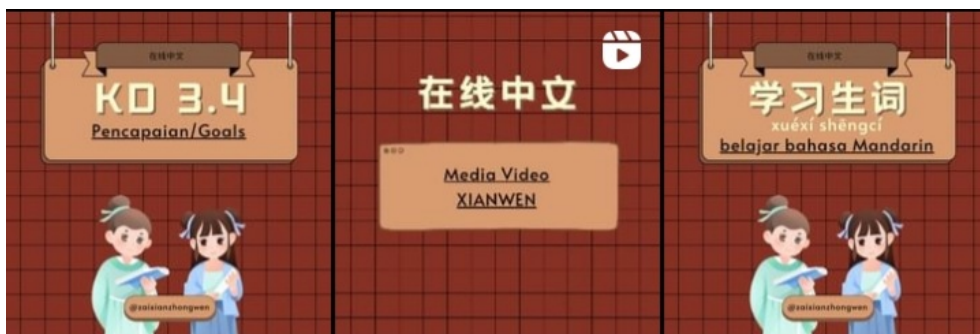 在线中文
KD 3.4
Pencapaian/Goals
@zaixianzhongwen
在线中文
Media Video
XIANWEN
在线中文
学习生词
xuéxí shēngcí
belajar bahasa Mandarin
@zaixianzhongwen